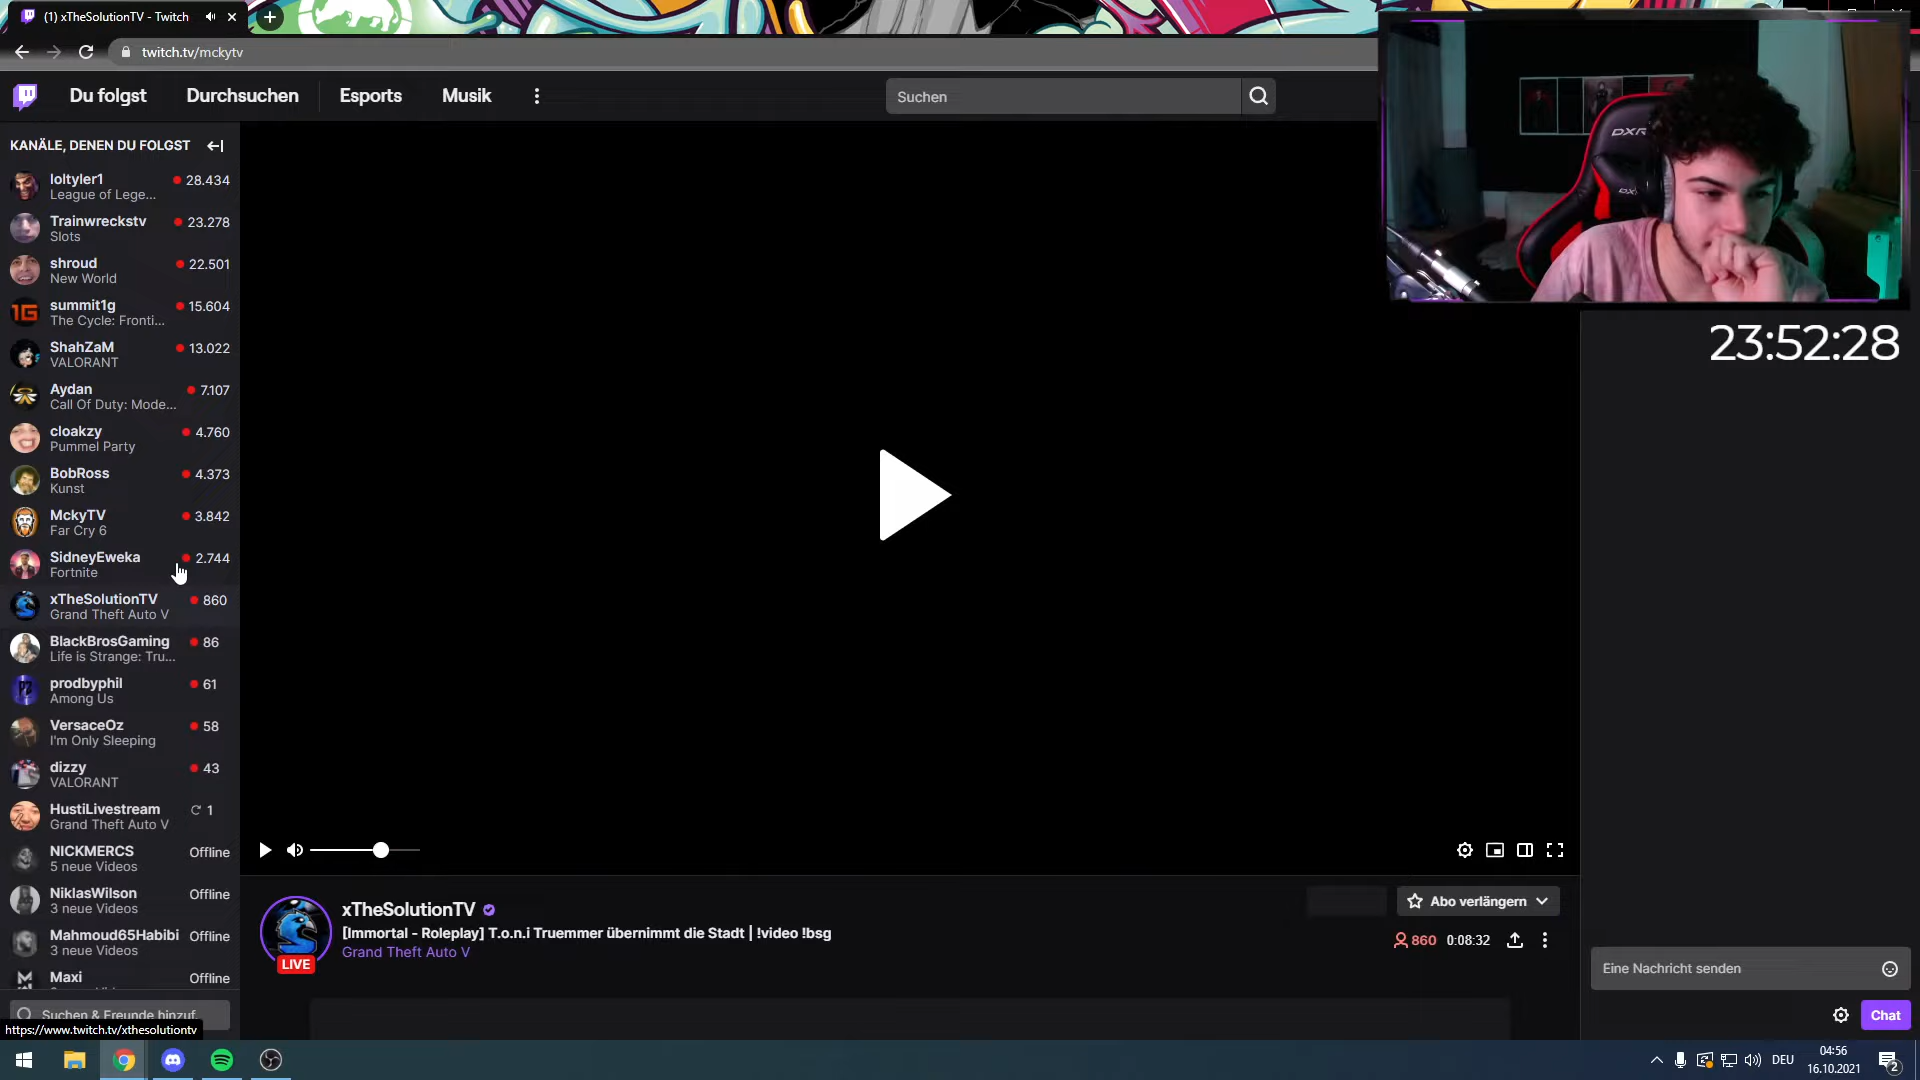 (1) xTheSolutionTV - Twitch
twitch.tv/mckytv
Du folgst
Durchsuchen
Esports
Musik
Suchen
KANÄLE, DENEN DU FOLGST
loltyler1
28.434
League of Lege...
Trainwreckstv
23.278
Slots
shroud
22.501
New World
summit1g
15.604
The Cycle: Fronti...
ShahZaM
13.022
VALORANT
Aydan
7.107
Call Of Duty: Mode...
cloakzy
4.760
Pummel Party
BobRoss
4.373
Kunst
MckyTV
3.842
Far Cry 6
SidneyEweka
2.744
Fortnite
xTheSolutionTV
860
Grand Theft Auto V
BlackBrosGaming
86
Life is Strange: Tru...
prodbyphil
61
Among Us
VersaceOz
58
I'm Only Sleeping
dizzy
43
VALORANT
HustiLivestream
1
Grand Theft Auto V
NICKMERCS
Offline
5 neue Videos
NiklasWilson
Offline
3 neue Videos
Mahmoud65Habibi
Offline
3 neue Videos
Maxi
Offline
Suchen & Freunde hinzuf.
https://www.twitch.tv/xthesolutiontv
DXR
23:52:28
xTheSolutionTV
[Immortal - Roleplay] T.o.n.i Truemmer übernimmt die Stadt | !video !bsg
Grand Theft Auto V
LIVE
Abo verlängern
860
0:08:32
Eine Nachricht senden
Chat
DEU
04:56
16.10.2021
2